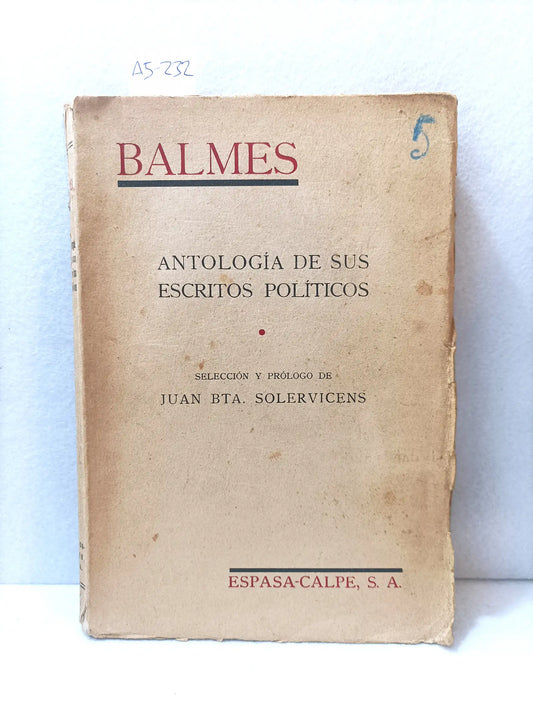 A5-232
5
BALMES
ANTOLOGÍA DE SUS
ESCRITOS POLÍTICOS
SELECCIÓN Y PRÓLOGO DE
JUAN BTA. SOLERVICENS
ESPASA-CALPE, S. A.